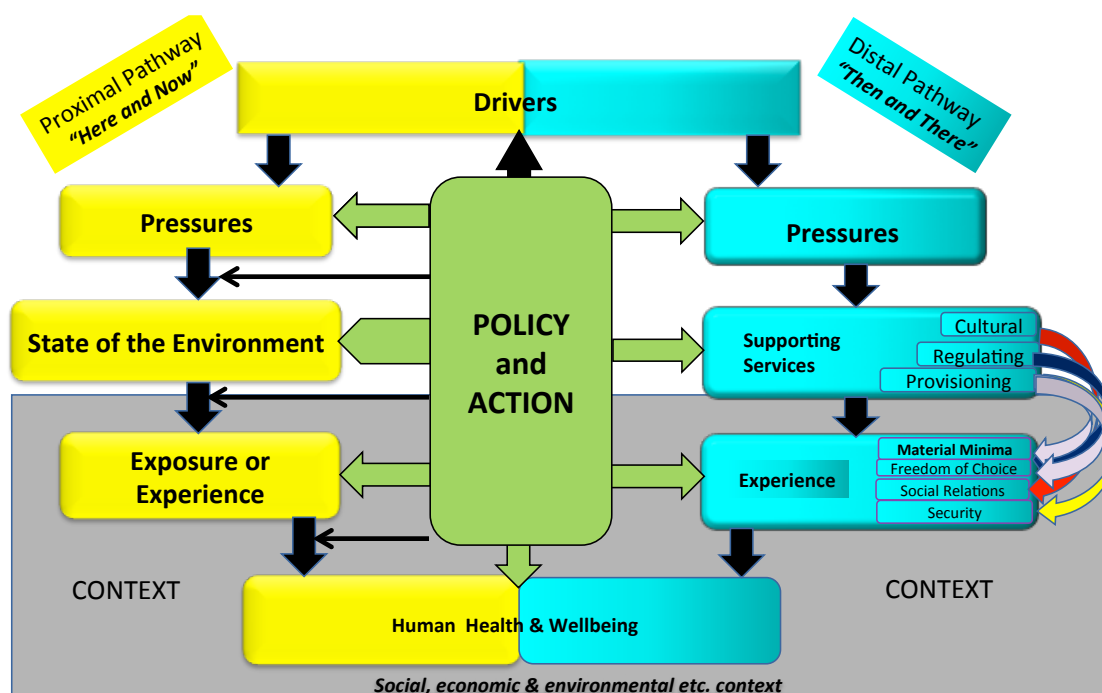 Proximal Pathway
“Here and Now”
Distal Pathway
“Then and There”
Drivers
Pressures
Pressures
State of the Environment
POLICY
and
ACTION
Supporting
Services
Cultural
Regulating
Provisioning
Exposure or
Experience
Experience
Material Minima
Freedom of Choice
Social Relations
Security
CONTEXT
CONTEXT
Human Health & Wellbeing
Social, economic & environmental etc. context